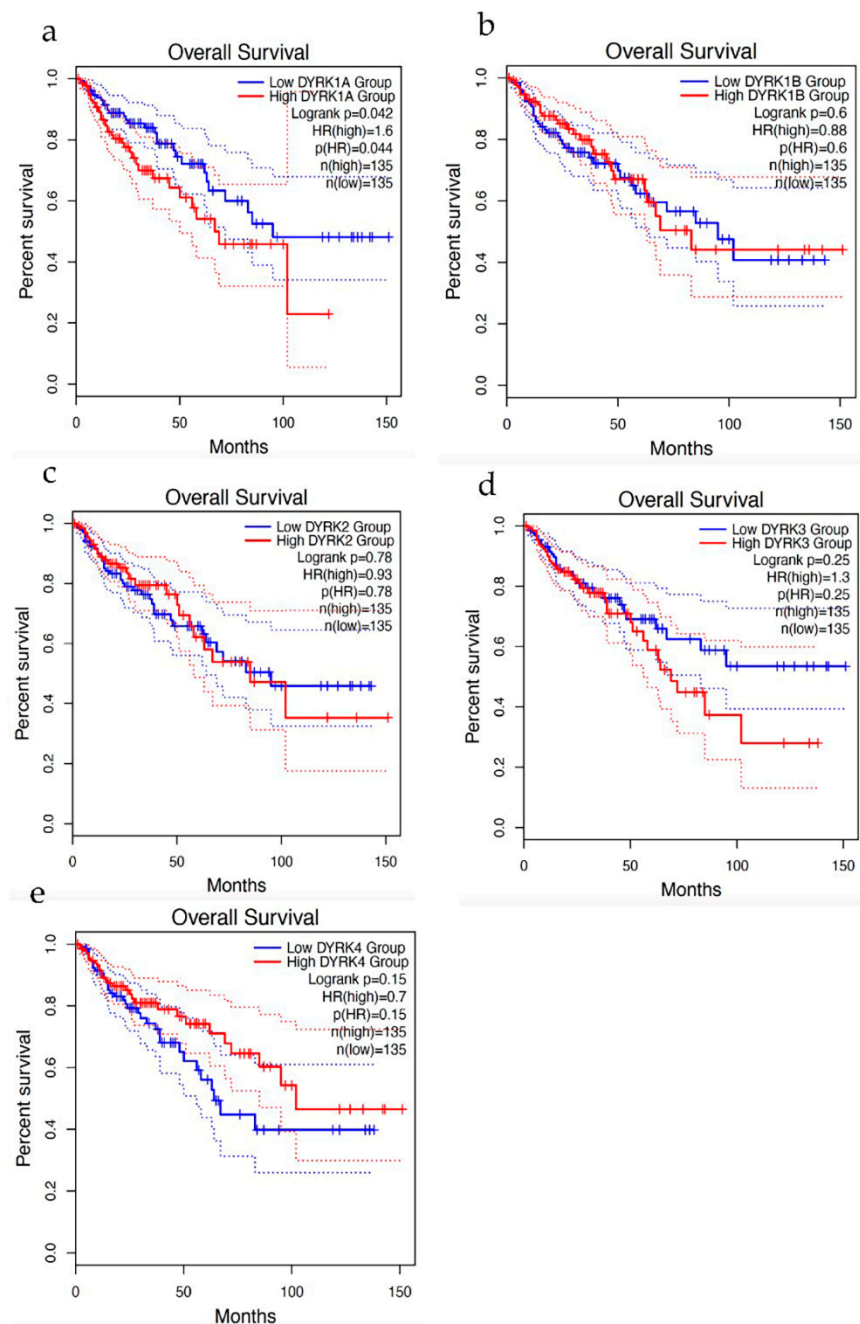 a
Overall Survival
Low DYRK1A Group
High DYRK1A Group
Logrank p=0.042
HR(high)=1.6
p(HR)=0.044
n(high)=135
n(low)=135
Percent survival
0.0 0.2 0.4 0.6 0.8 1.0
0 50 100 150
Months
b
Overall Survival
Low DYRK1B Group
High DYRK1B Group
Logrank p=0.6
HR(high)=0.88
p(HR)=0.6
n(high)=135
n(low)=135
Percent survival
0.0 0.2 0.4 0.6 0.8 1.0
0 50 100 150
Months
c
Overall Survival
Low DYRK2 Group
High DYRK2 Group
Logrank p=0.78
HR(high)=0.93
p(HR)=0.78
n(high)=135
n(low)=135
Percent survival
0.0 0.2 0.4 0.6 0.8 1.0
0 50 100 150
Months
d
Overall Survival
Low DYRK3 Group
High DYRK3 Group
Logrank p=0.25
HR(high)=1.3
p(HR)=0.25
n(high)=135
n(low)=135
Percent survival
0.0 0.2 0.4 0.6 0.8 1.0
0 50 100 150
Months
e
Overall Survival
Low DYRK4 Group
High DYRK4 Group
Logrank p=0.15
HR(high)=0.7
p(HR)=0.15
n(high)=135
n(low)=135
Percent survival
0.0 0.2 0.4 0.6 0.8 1.0
0 50 100 150
Months